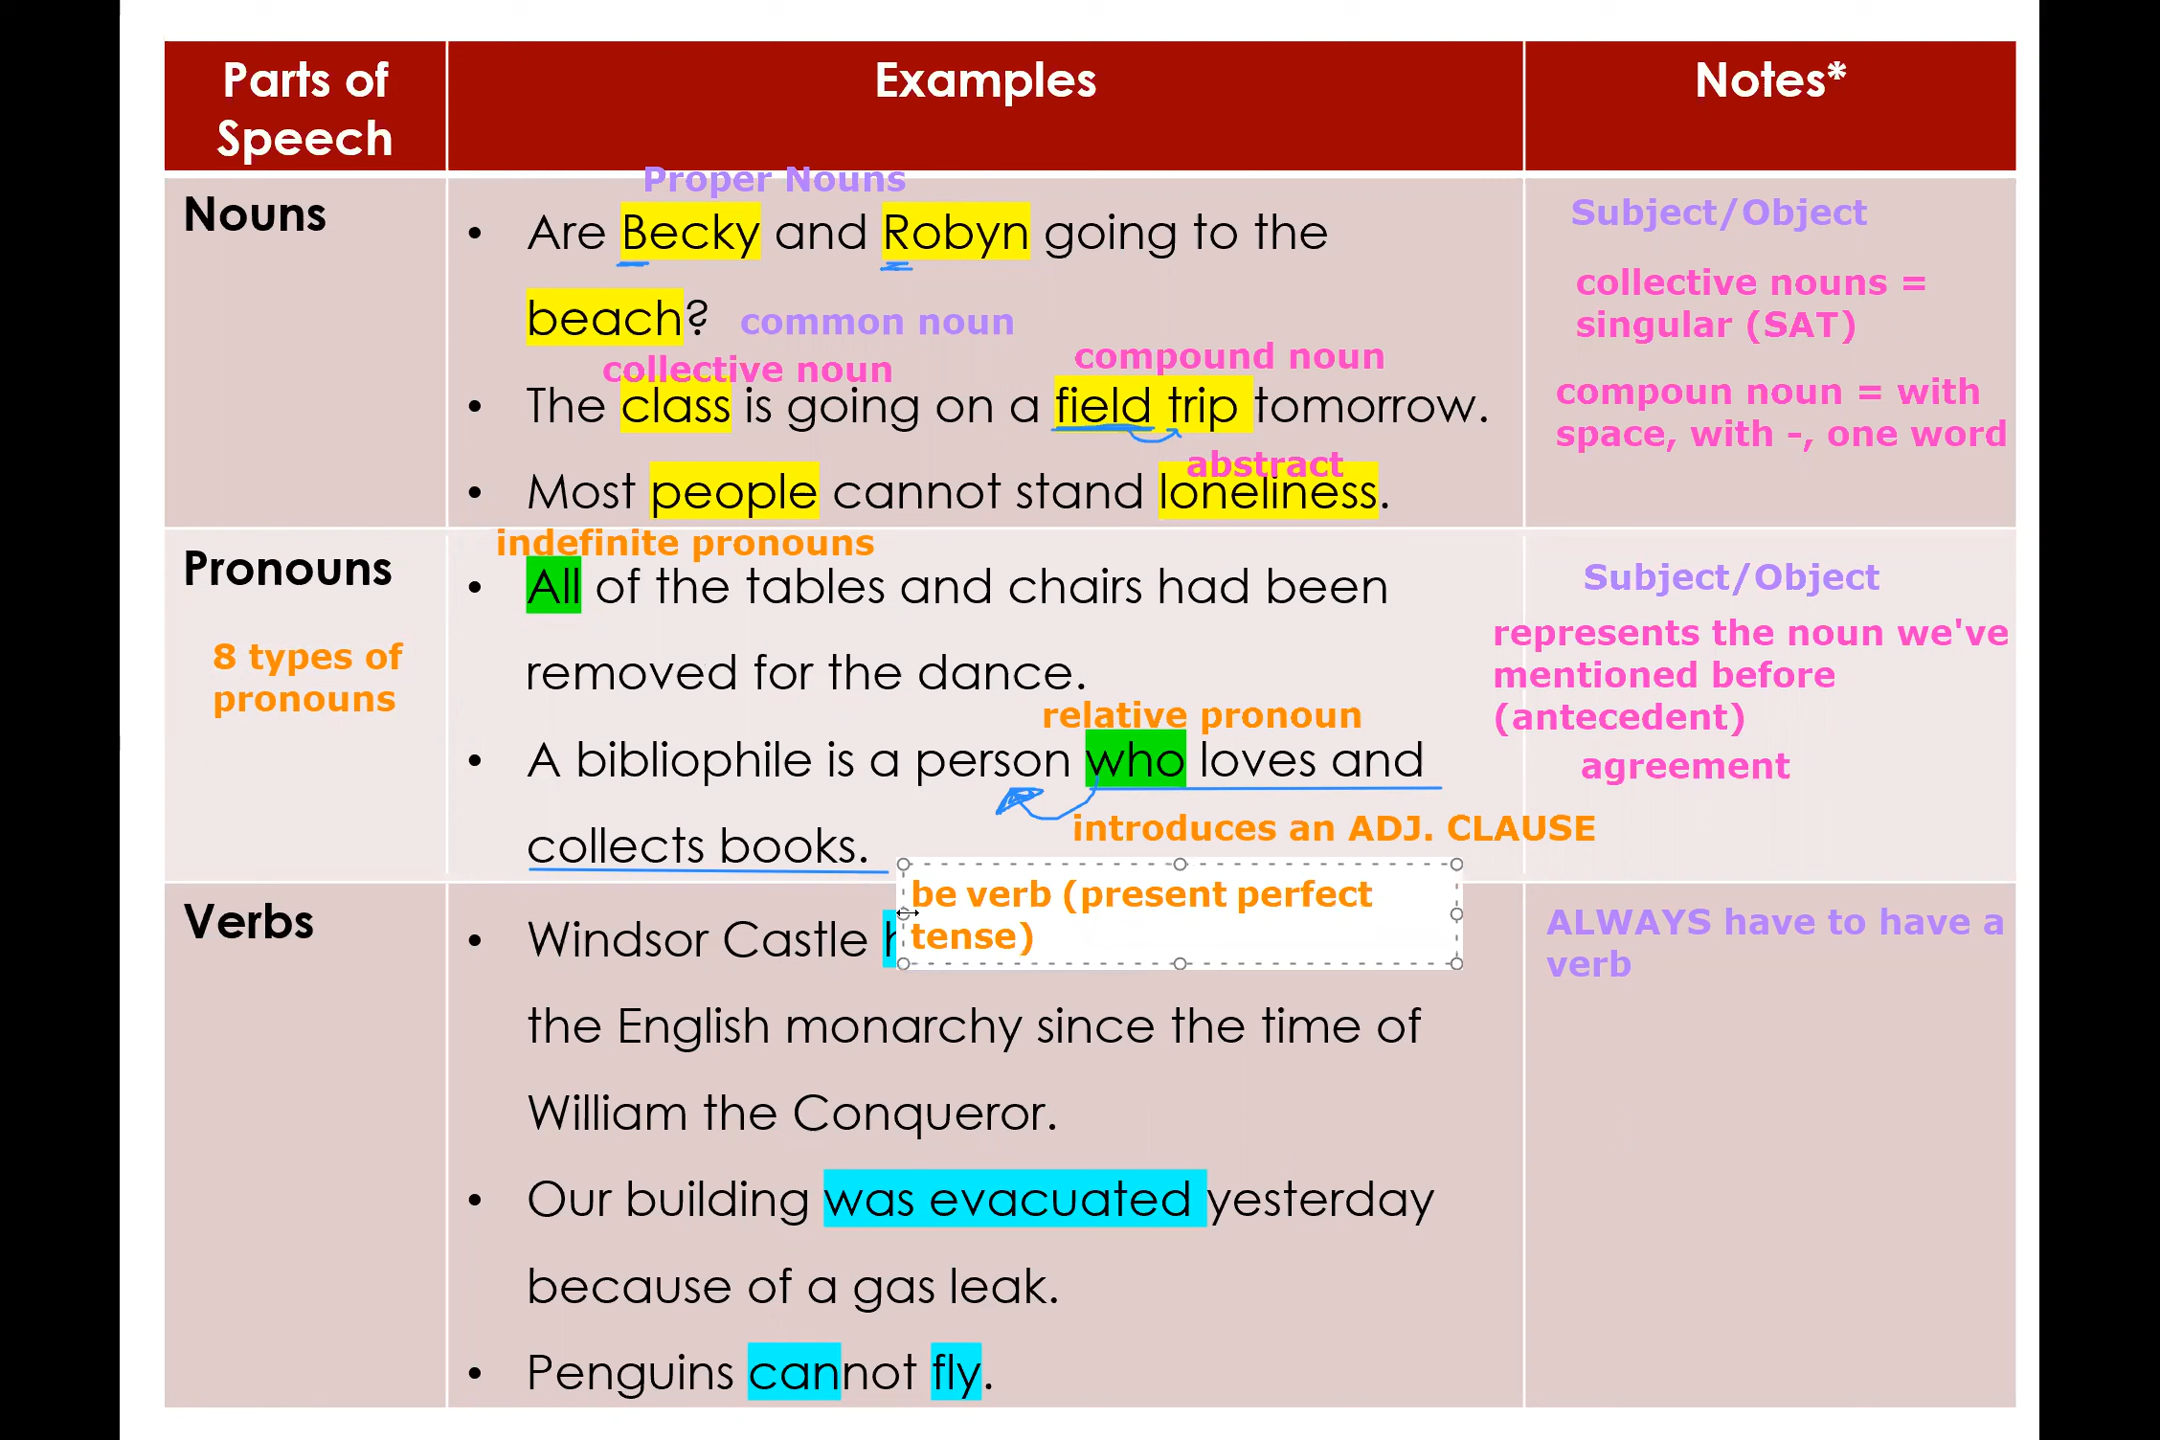 Parts of
Speech
Examples
Notes*
Nouns
Proper Nouns
• Are Becky and Robyn going to the
beach?
common noun
collective noun
compound noun
• The class is going on a field trip tomorrow.
abstract
• Most people cannot stand loneliness.
Subject/Object
collective nouns =
singular (SAT)
compoun noun = with
space, with -, one word
Pronouns
8 types of
pronouns
indefinite pronouns
• All of the tables and chairs had been
removed for the dance.
relative pronoun
• A bibliophile is a person who loves and
introduces an ADJ. CLAUSE
collects books.
Subject/Object
represents the noun we've
mentioned before
(antecedent)
agreement
Verbs
be verb (present perfect
tense)
• Windsor Castle
the English monarchy since the time of
William the Conqueror.
• Our building was evacuated yesterday
because of a gas leak.
• Penguins cannot fly.
ALWAYS have to have a
verb